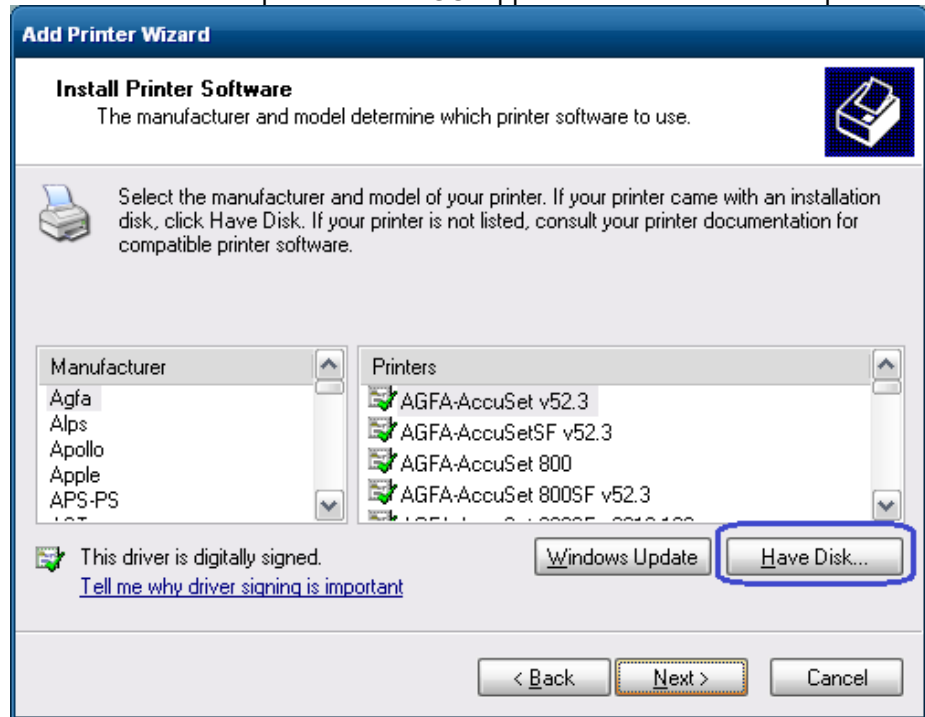 Add Printer Wizard
Install Printer Software
The manufacturer and model determine which printer software to use.
Select the manufacturer and model of your printer. If your printer came with an installation
disk, click Have Disk. If your printer is not listed, consult your printer documentation for
compatible printer software.
Manufacturer
Agfa
Alps
Apollo
Apple
APS-PS
Printers
AGFA-AccuSet v52.3
AGFA-AccuSetSF v52.3
AGFA-AccuSet 800
AGFA-AccuSet 800SF v52.3
This driver is digitally signed.
Tell me why driver signing is important
Windows Update
Have Disk...
< Back
Next >
Cancel